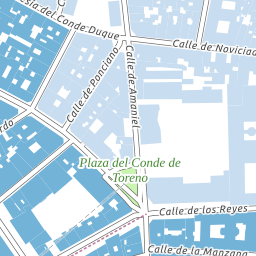 esia del Conde Duque
Calle de Noviciad
Calle de Ponciano
Calle de Amaniel
Plaza del Conde de
Toreno
Calle de los Reyes
Calle de la Manzana